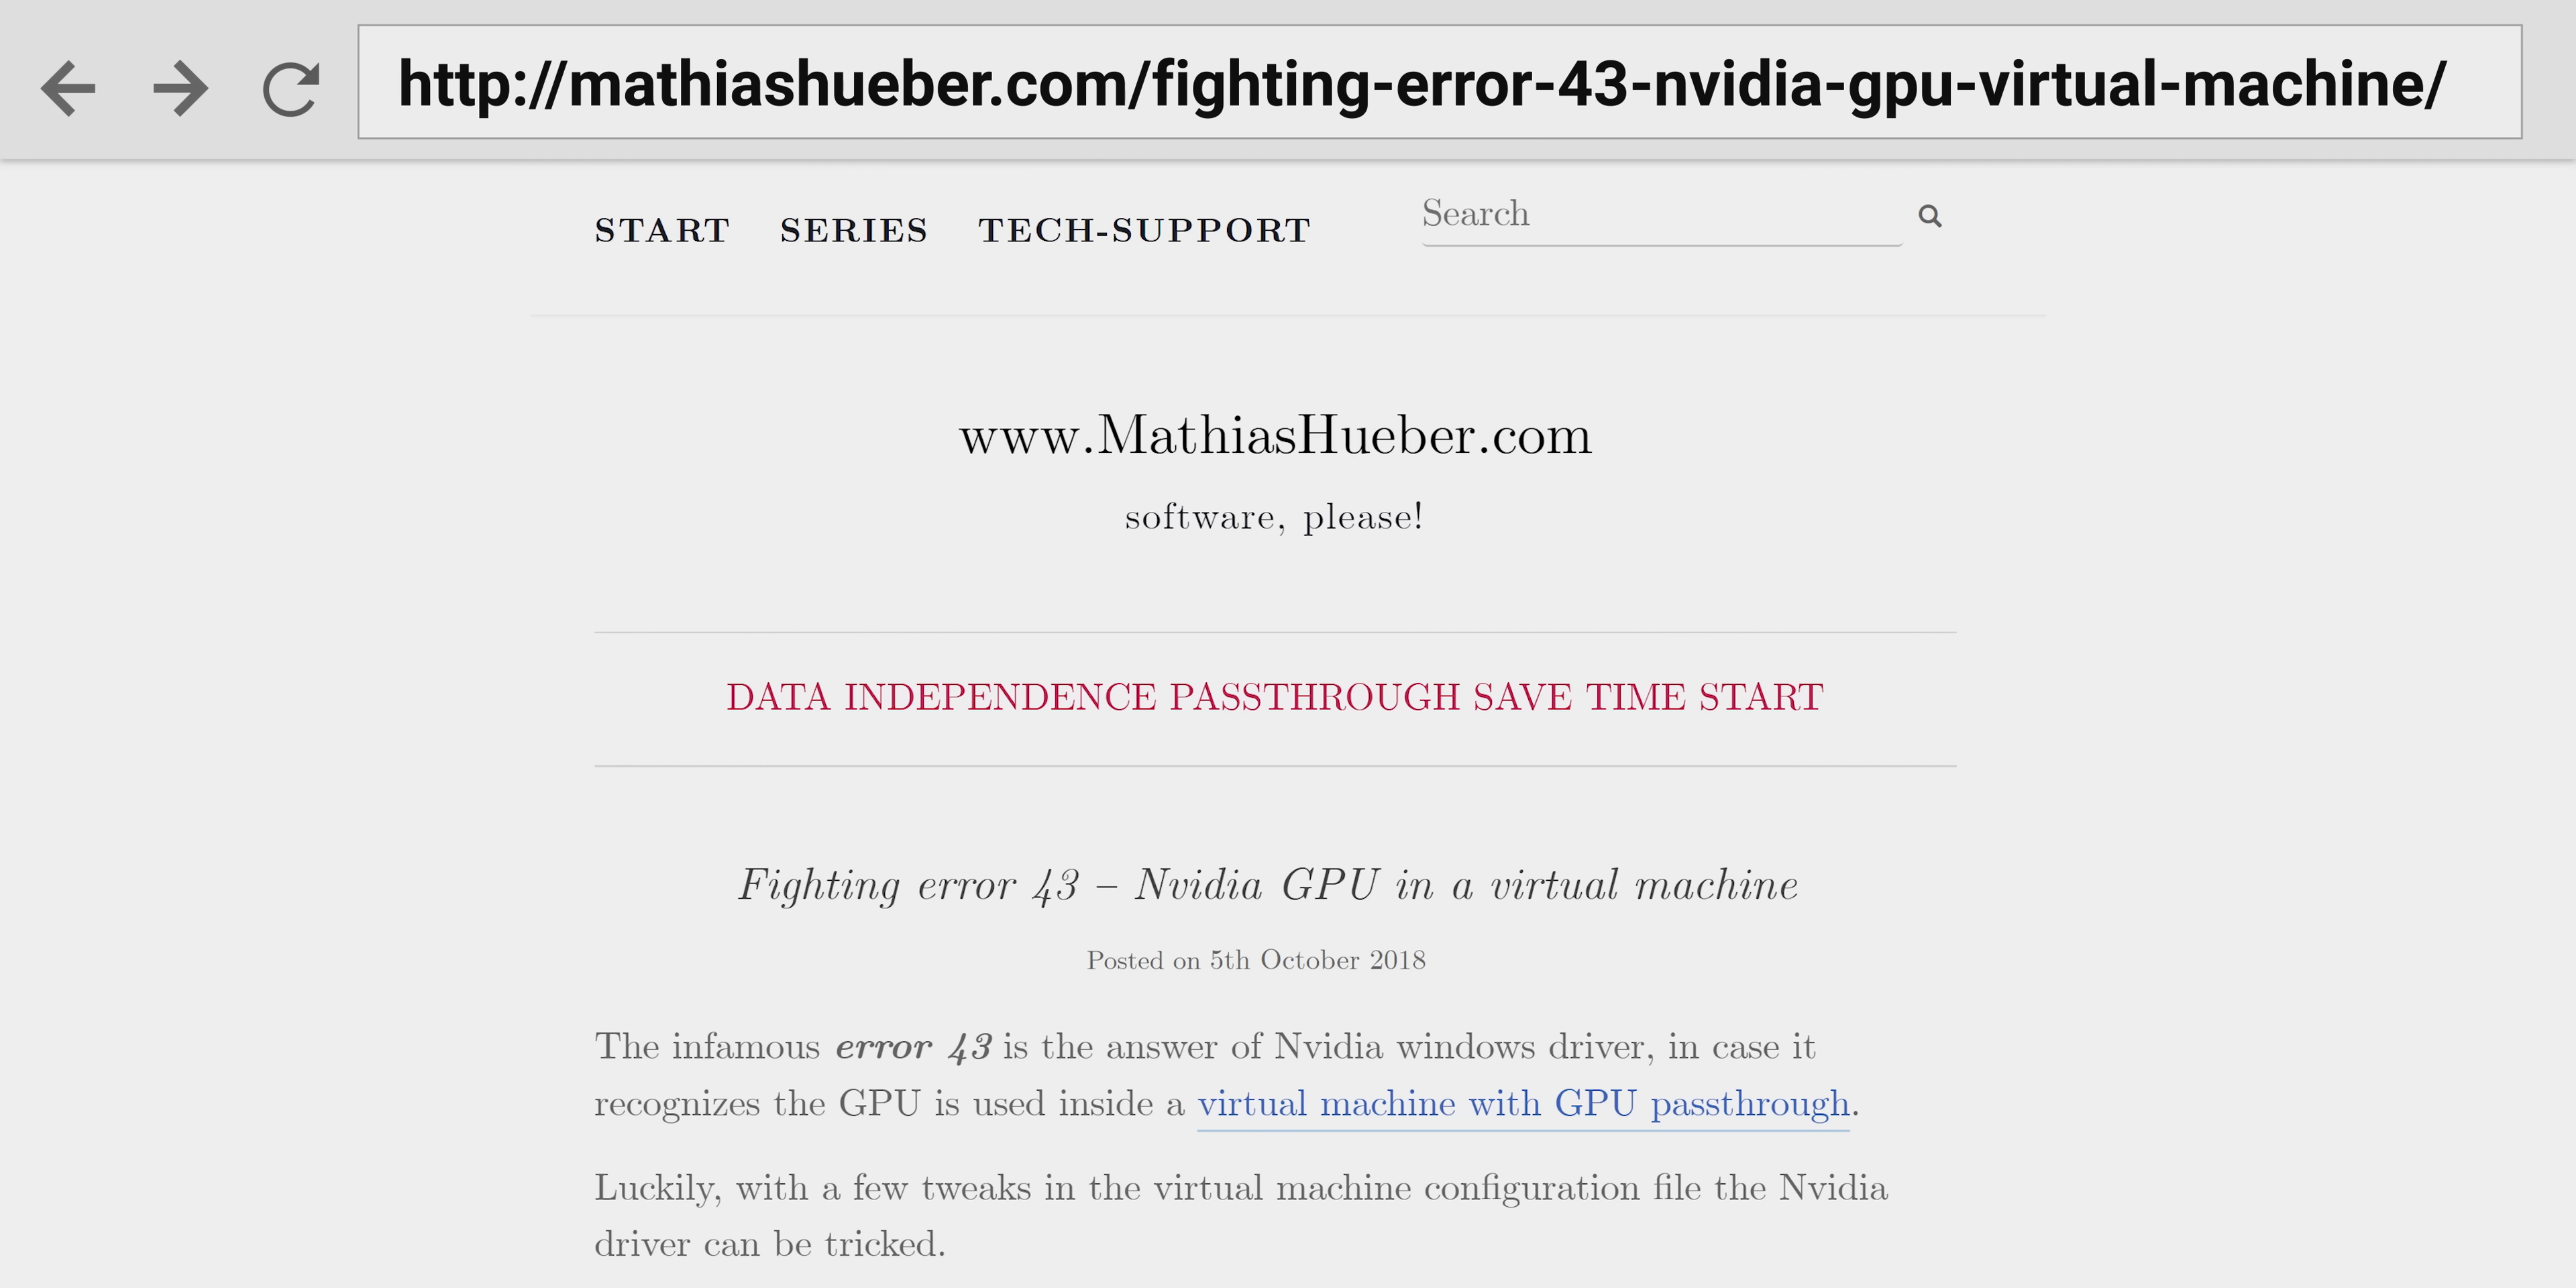 http://mathiashueber.com/fighting-error-43-nvidia-gpu-virtual-machine/
START SERIES TECH-SUPPORT Search
www.MathiasHueber.com
software, please!
DATA INDEPENDENCE PASSTHROUGH SAVE TIME START
Fighting error 43 – Nvidia GPU in a virtual machine
Posted on 5th October 2018
The infamous error 43 is the answer of Nvidia windows driver, in case it
recognizes the GPU is used inside a virtual machine with GPU passthrough.
Luckily, with a few tweaks in the virtual machine configuration file the Nvidia
driver can be tricked.